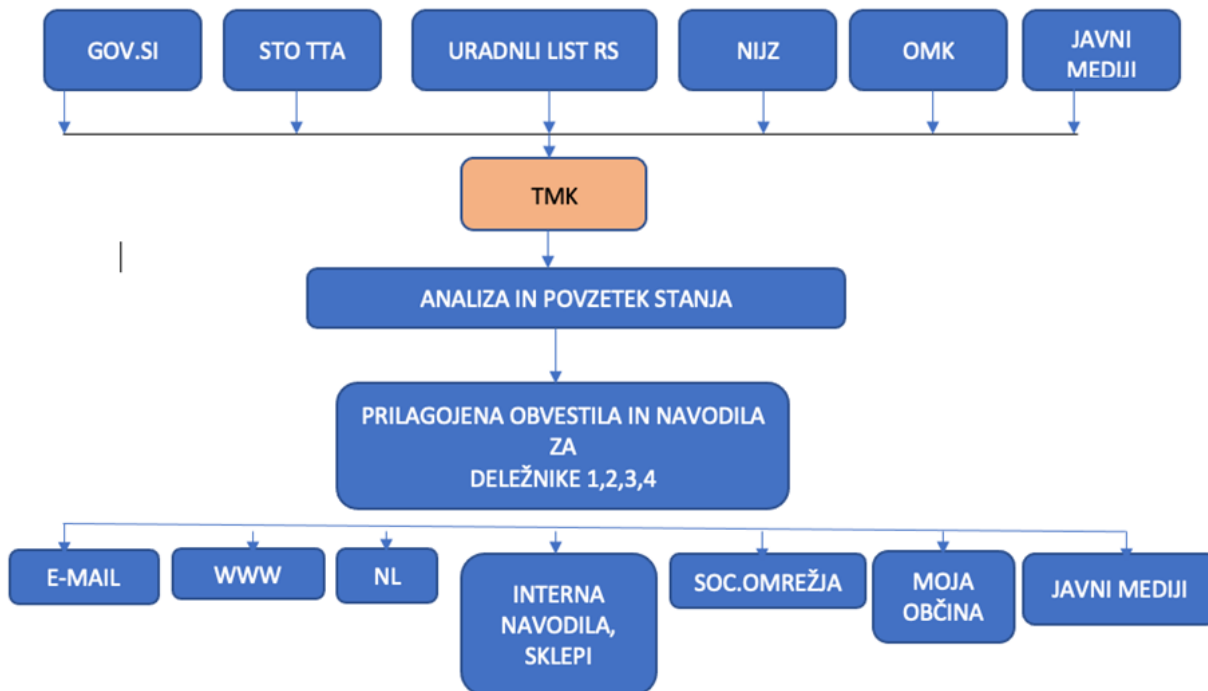 GOV.SI
STO TTA
URADNLI LIST RS
NIJZ
OMK
JAVNI
MEDIJI
TMK
ANALIZA IN POVZETEK STANJA
PRILAGOJENA OBVESTILA IN NAVODILA
ZA
DELEŽNIKE 1,2,3,4
E-MAIL
WWW
NL
INTERNA
NAVODILA,
SKLEPI
SOC.OMREŽJA
MOJA
OBČINA
JAVNI MEDIJI